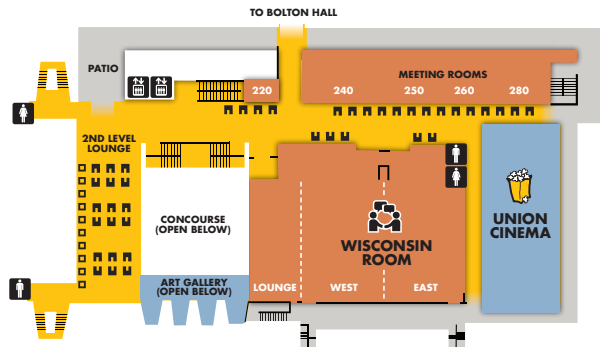 TO BOLTON HALL
PATIO
MEETING ROOMS
220
240
250
260
280
2ND LEVEL
LOUNGE
CONCOURSE
(OPEN BELOW)
UNION
CINEMA
WISCONSIN
ROOM
ART GALLERY
(OPEN BELOW)
LOUNGE
WEST
EAST